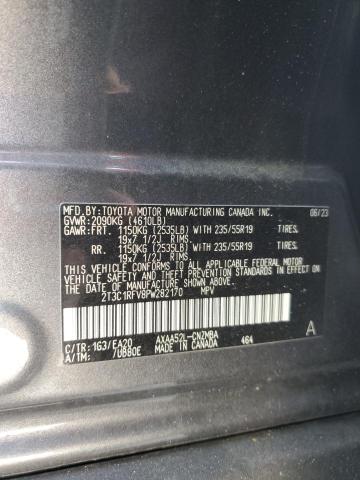 MFD.BY:TOYOTA MOTOR MANUFACTURING CANADA INC. 06/23
GVWR:2090KG (4610LB)
GAWR:FRT. 1150KG (2535LB) WITH 235/55R19 TIRES,
19x7 1/2J RIMS.
RR. 1150KG (2535LB) WITH 235/55R19 TIRES,
19x7 1/2J RIMS.
THIS VEHICLE CONFORMS TO ALL APPLICABLE FEDERAL MOTOR
VEHICLE SAFETY, BUMPER, AND THEFT PREVENTION STANDARDS IN EFFECT
ON THE DATE OF MANUFACTURE SHOWN ABOVE.
2T3C1RFV8PW282170 MPV
C/TR: 1G3/EA20 AXAA52L-CNZMBA
A/TM: /UB80E MADE IN CANADA 464 A